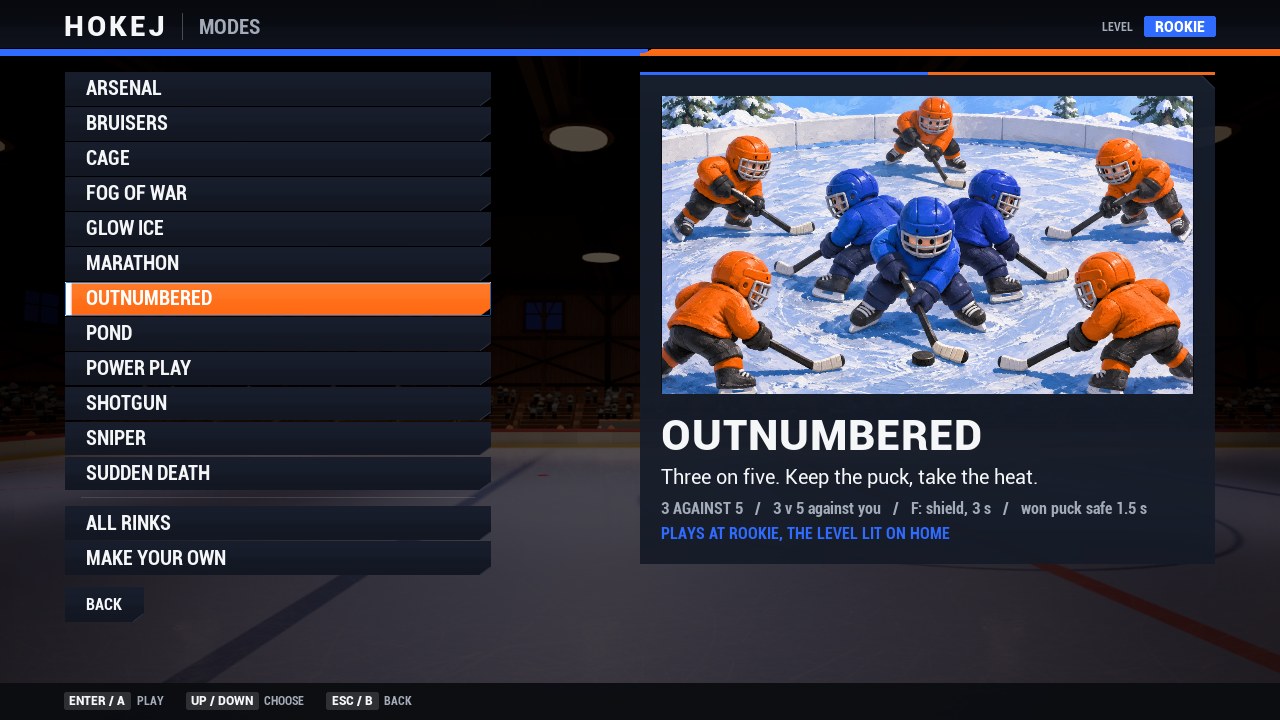 HOKEJ MODES LEVEL ROOKIE
ARSENAL
BRUISERS
CAGE
FOG OF WAR
GLOW ICE
MARATHON
OUTNUMBERED
POND
POWER PLAY
SHOTGUN
SNIPER
SUDDEN DEATH
ALL RINKS
MAKE YOUR OWN
BACK
OUTNUMBERED
Three on five. Keep the puck, take the heat.
3 AGAINST 5 / 3 v 5 against you / F: shield, 3 s / won puck safe 1.5 s
PLAYS AT ROOKIE, THE LEVEL LIT ON HOME
ENTER / A PLAY UP / DOWN CHOOSE ESC / B BACK